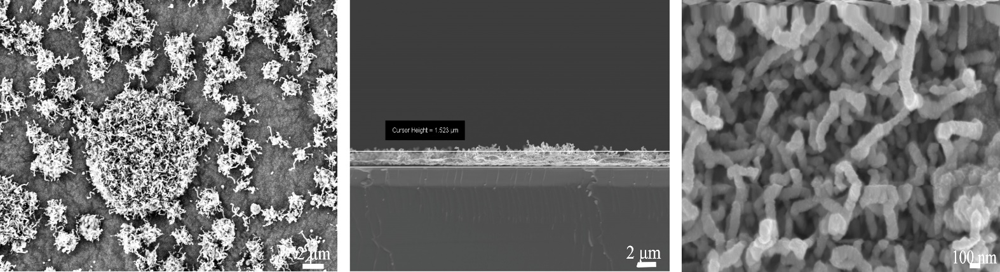 2 μm
Cursor Height = 1.523 μm
2 μm
100 nm